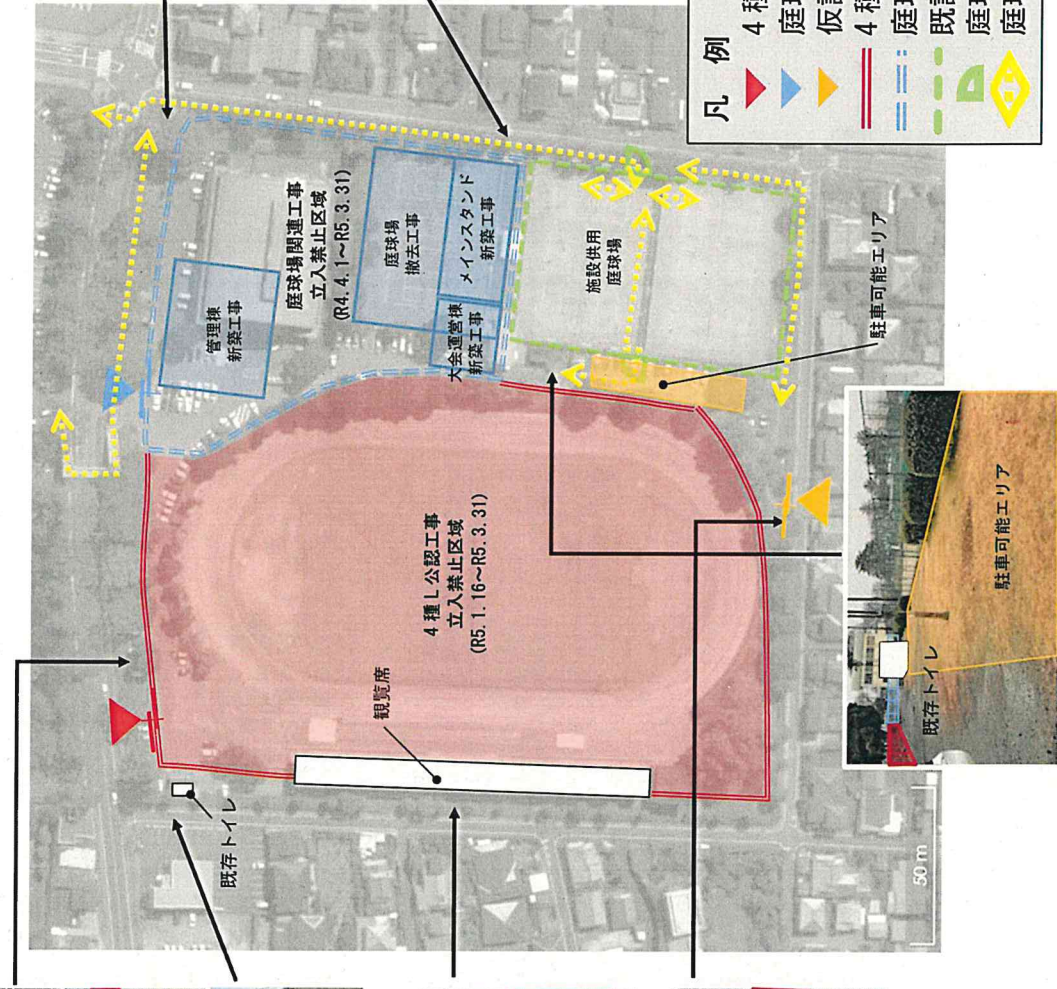 凡 例
4種
庭球
仮設
4種
庭球
既設
庭球
庭球
庭球場関連工事
立入禁止区域
(R4.4.1~R5.3.31)
管理棟
新築工事
庭球場
撤去工事
メインスタンド
新築工事
大会運営棟
新築工事
施設供用
庭球場
駐車可能エリア
4種L公認工事
立入禁止区域
(R5.1.16~R5.3.31)
観覧席
既存トイレ
駐車可能エリア
既存トイレ
50 m